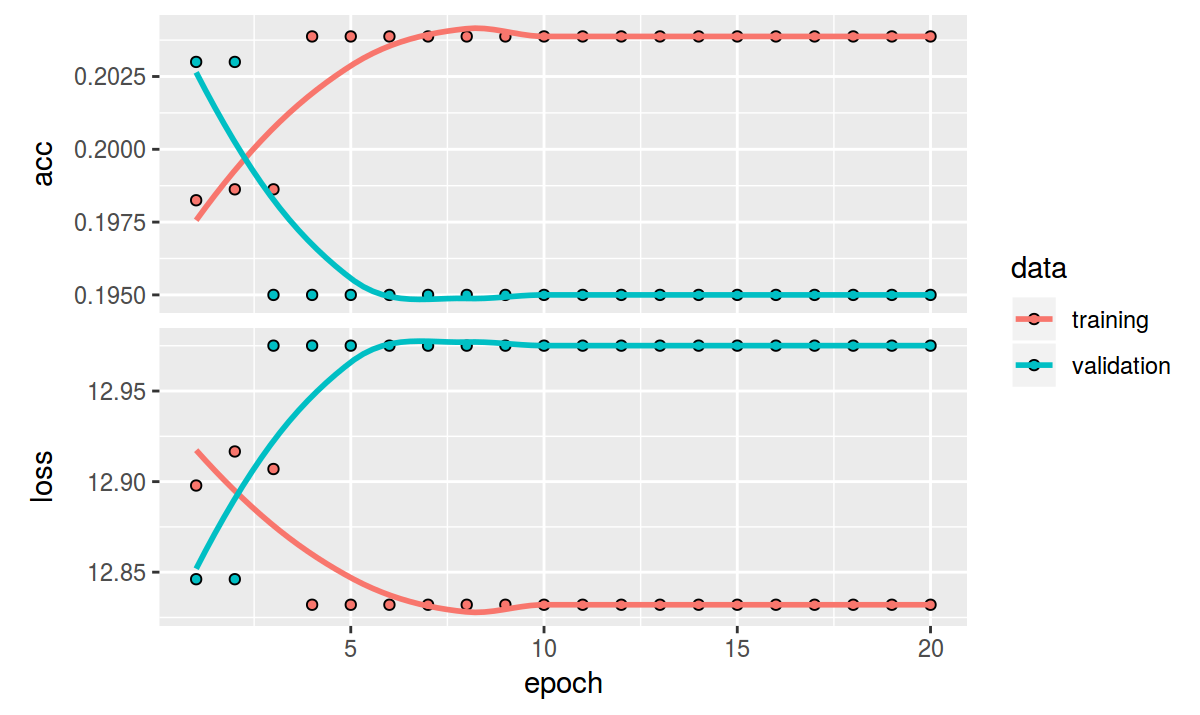 acc
0.2025
0.2000
0.1975
0.1950
loss
12.95
12.90
12.85
5 10 15 20
epoch
data
training
validation